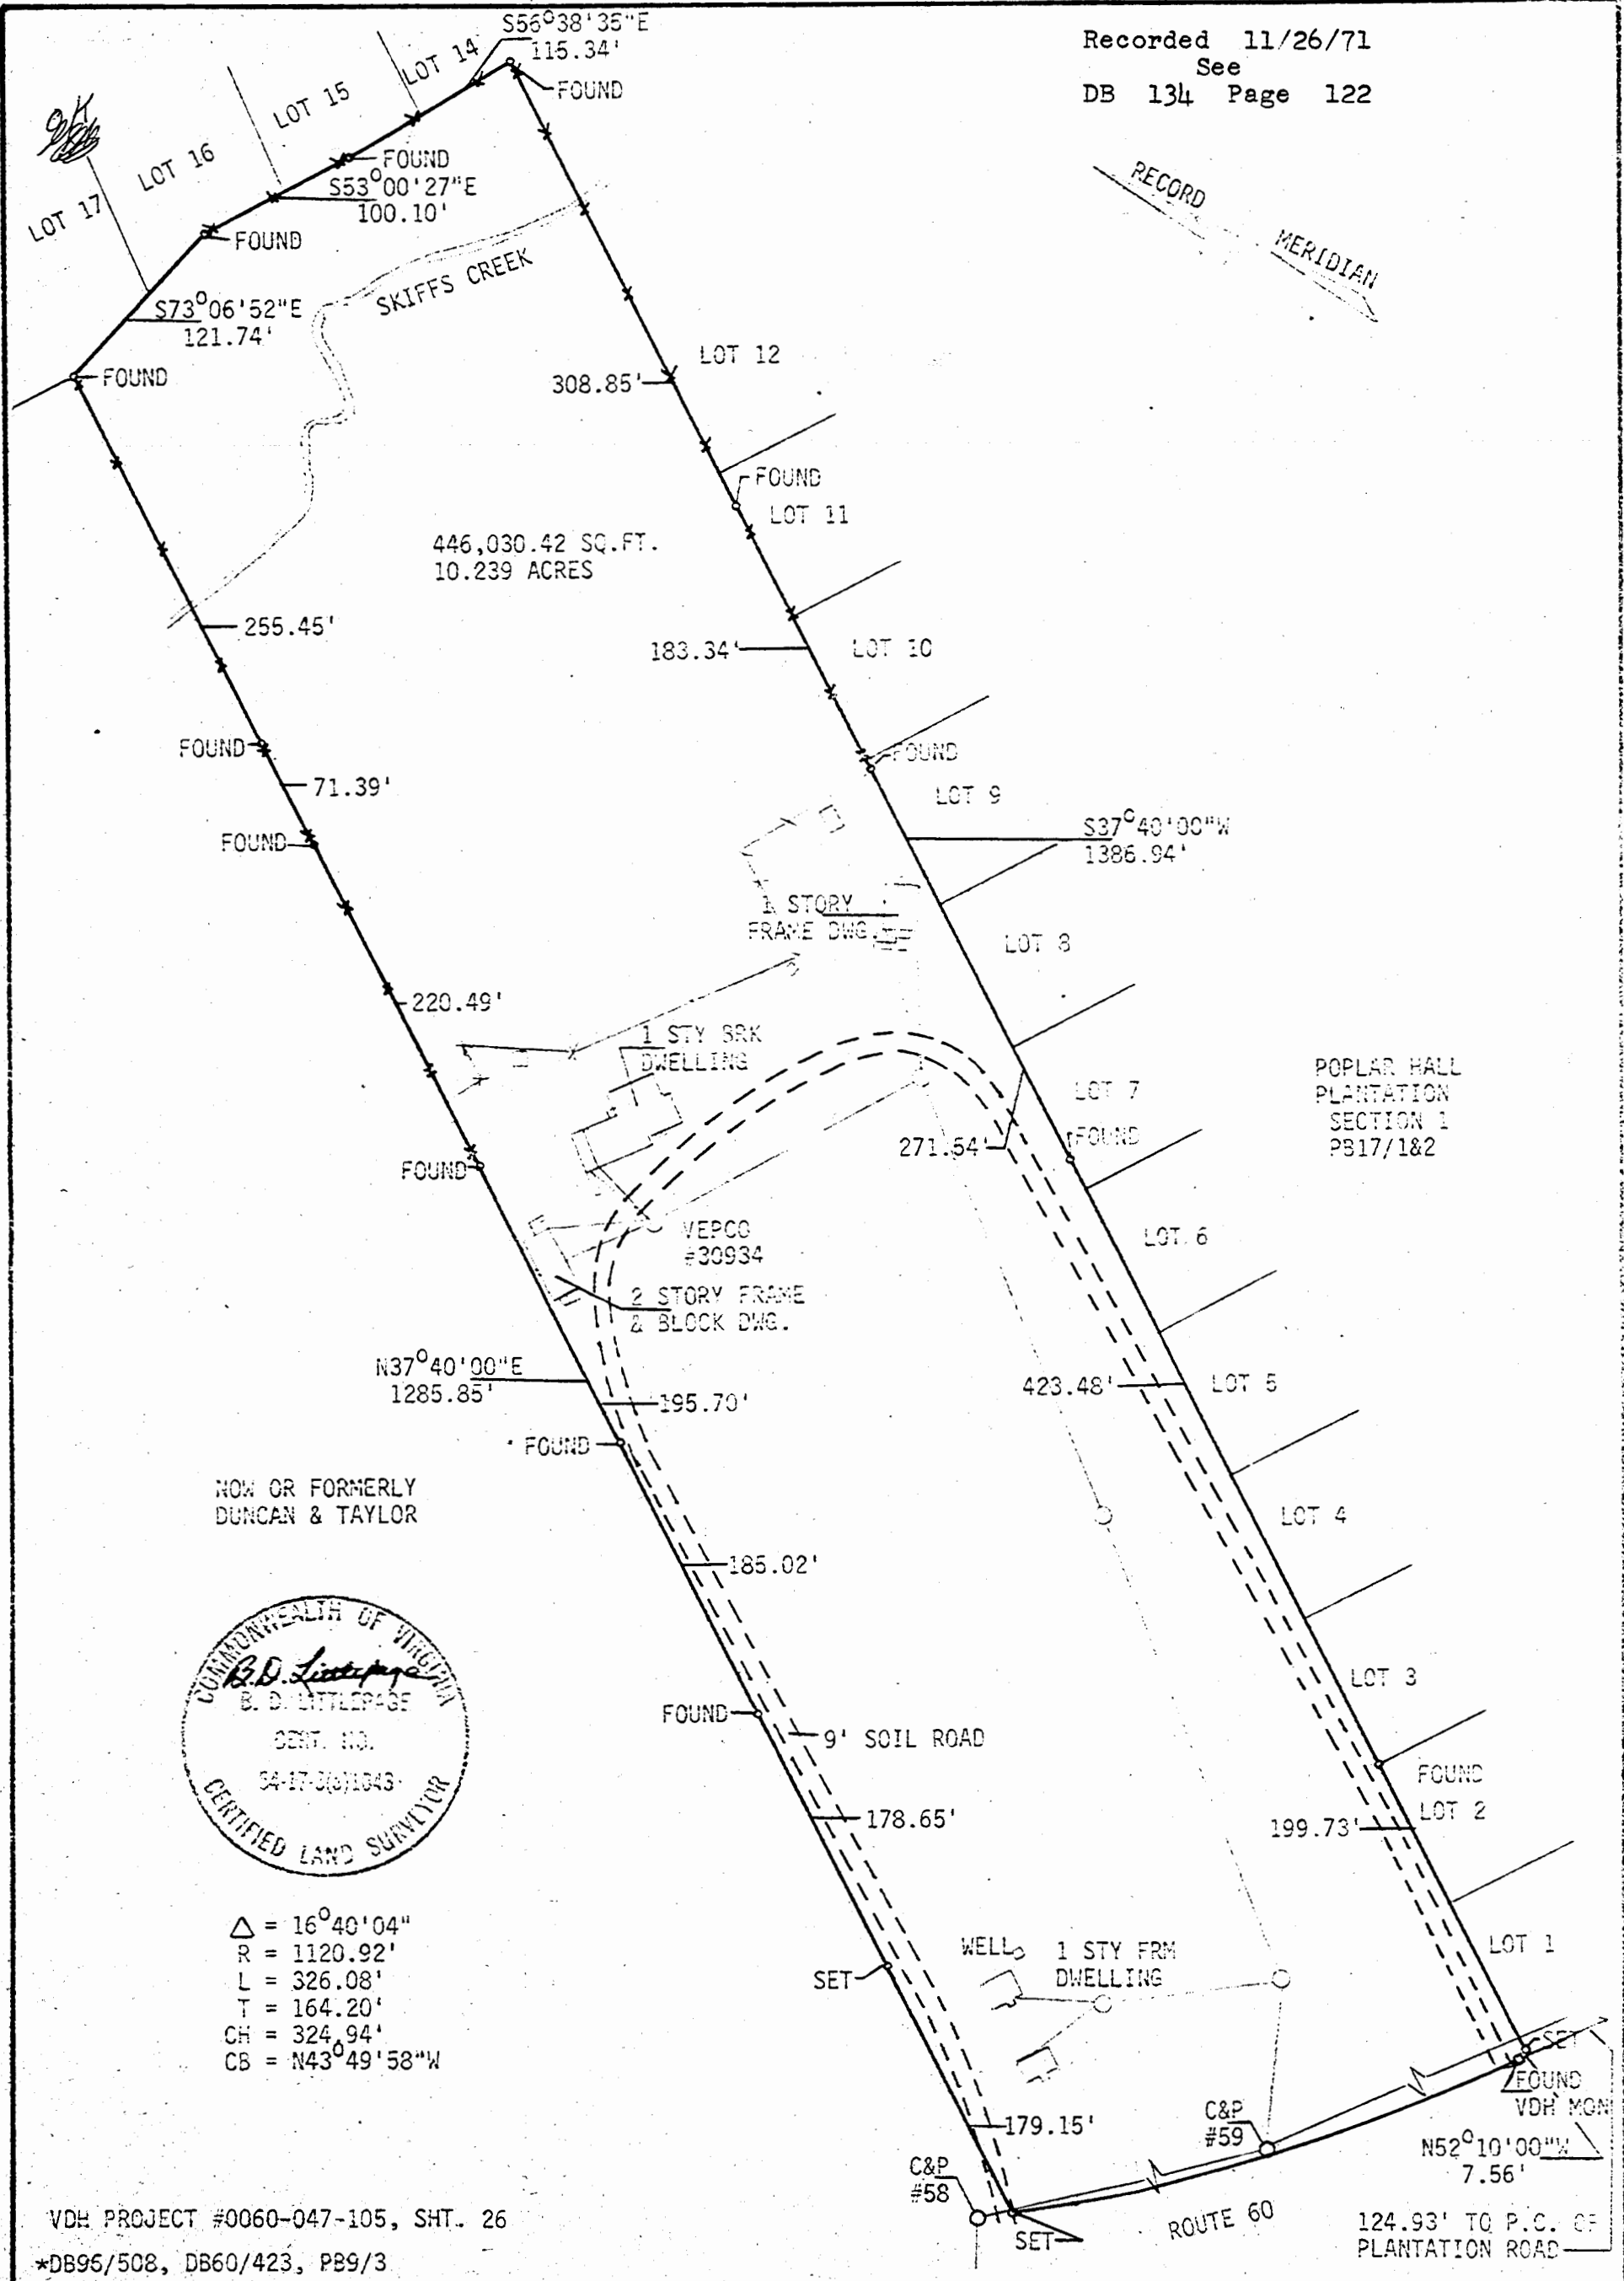 Recorded 11/26/71
See
DB 134 Page 122
S56°38'35"E
115.34'
FOUND
LOT 14
LOT 15
LOT 16
LOT 17
FOUND
S53°00'27"E
100.10'
FOUND
RECORD
MERIDIAN
SKIFFS CREEK
S73°06'52"E
121.74'
FOUND
LOT 12
308.85'
FOUND
LOT 11
446,030.42 SQ.FT.
10.239 ACRES
255.45'
183.34'
LOT 10
FOUND
FOUND
71.39'
LOT 9
FOUND
S37°40'00"W
1386.94'
1 STORY
FRAME DWG.
LOT 8
220.49'
1 STY BRK
DWELLING
POPLAR HALL
PLANTATION
SECTION 1
PB17/1&2
LOT 7
FOUND
271.54'
FOUND
VEPCO
#30934
LOT 6
2 STORY FRAME
& BLOCK DWG.
N37°40'00"E
1285.85'
195.70'
423.48'
LOT 5
FOUND
NOW OR FORMERLY
DUNCAN & TAYLOR
LOT 4
185.02'
COMMONWEALTH OF VIRGINIA
B.D. Littlepage
B. D. LITTLEPAGE
CERT. NO.
CERTIFIED LAND SURVEYOR
LOT 3
FOUND
9' SOIL ROAD
FOUND
LOT 2
178.65'
199.73'
Δ = 16°40'04"
R = 1120.92'
L = 326.08'
T = 164.20'
CH = 324.94'
CB = N43°49'58"W
WELL
1 STY FRM
DWELLING
LOT 1
SET
SET
FOUND
VDH MON
179.15'
C&P
#59
N52°10'00"W
7.56'
C&P
#58
SET
ROUTE 60
124.93' TO P.C. OF
PLANTATION ROAD
VDH PROJECT #0060-047-105, SHT. 26
*DB95/508, DB60/423, PB9/3